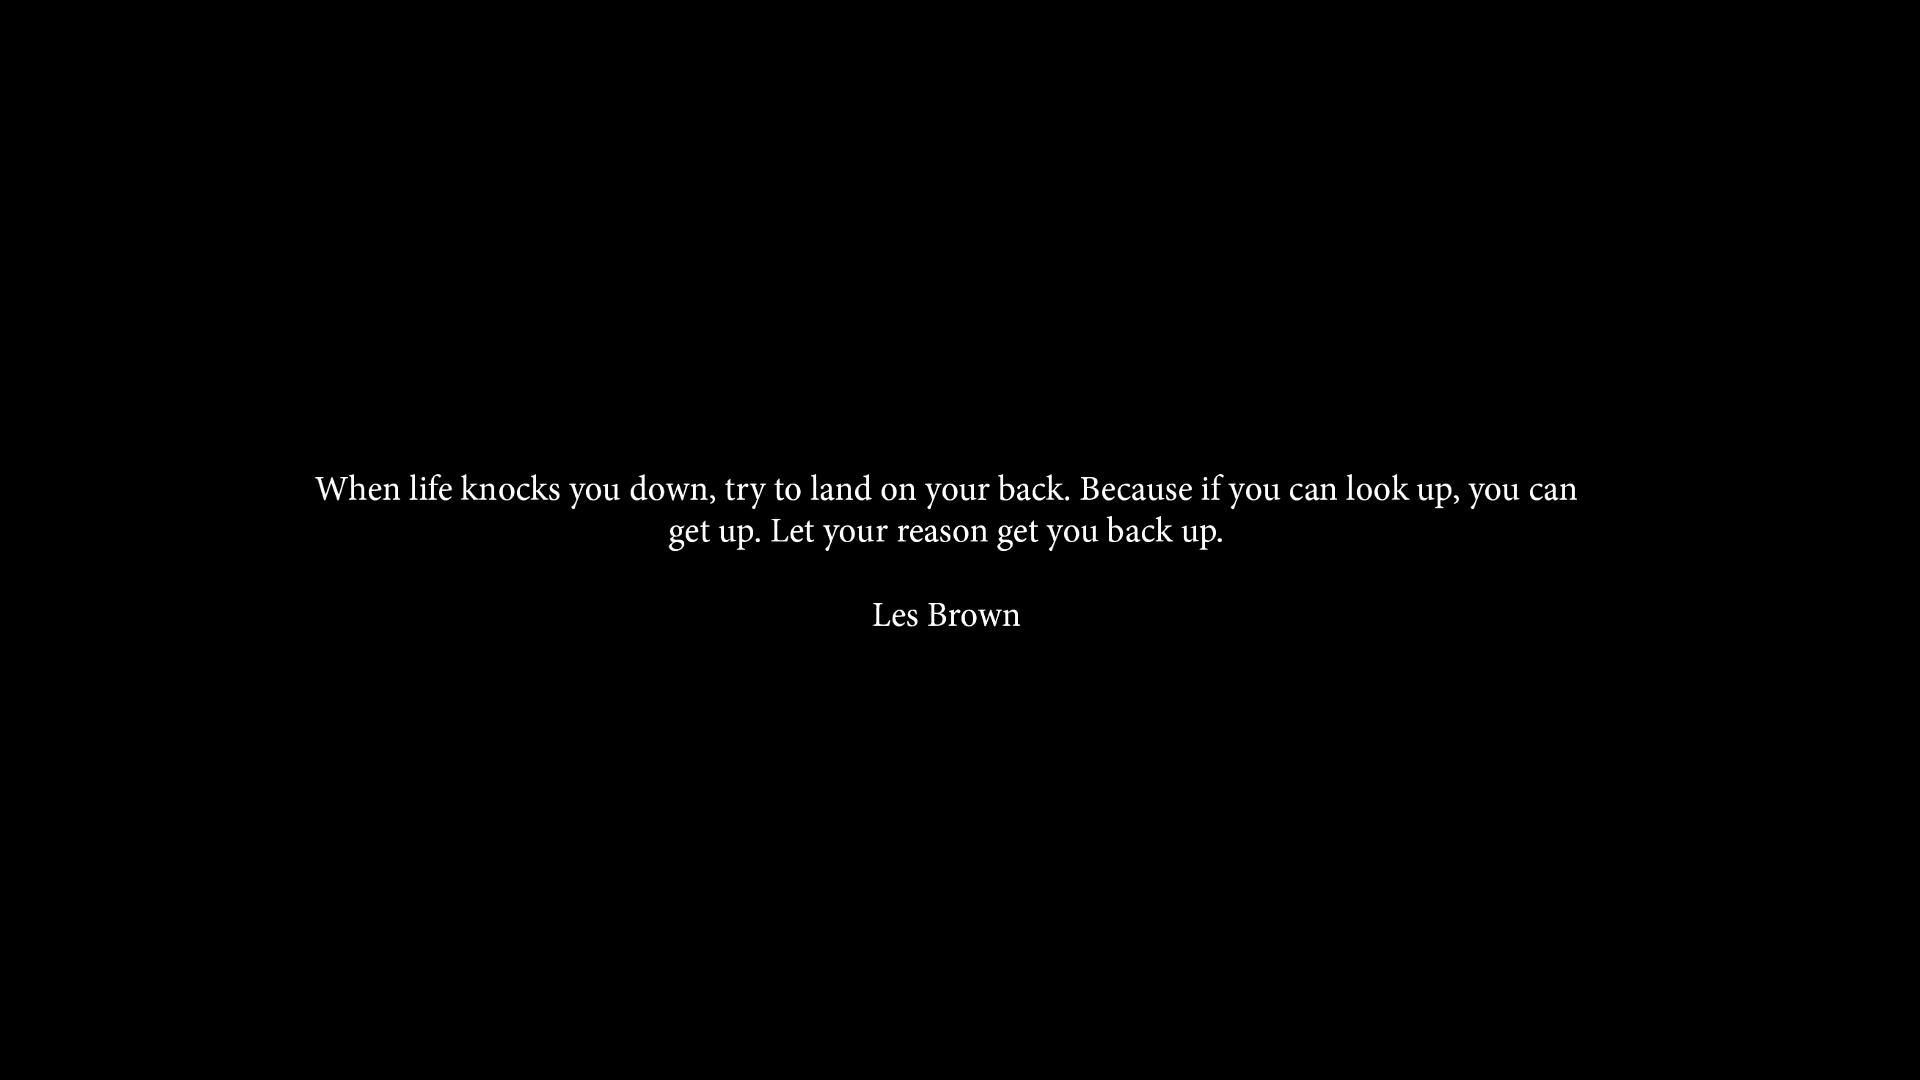 When life knocks you down, try to land on your back. Because if you can look up, you can
get up. Let your reason get you back up.
Les Brown